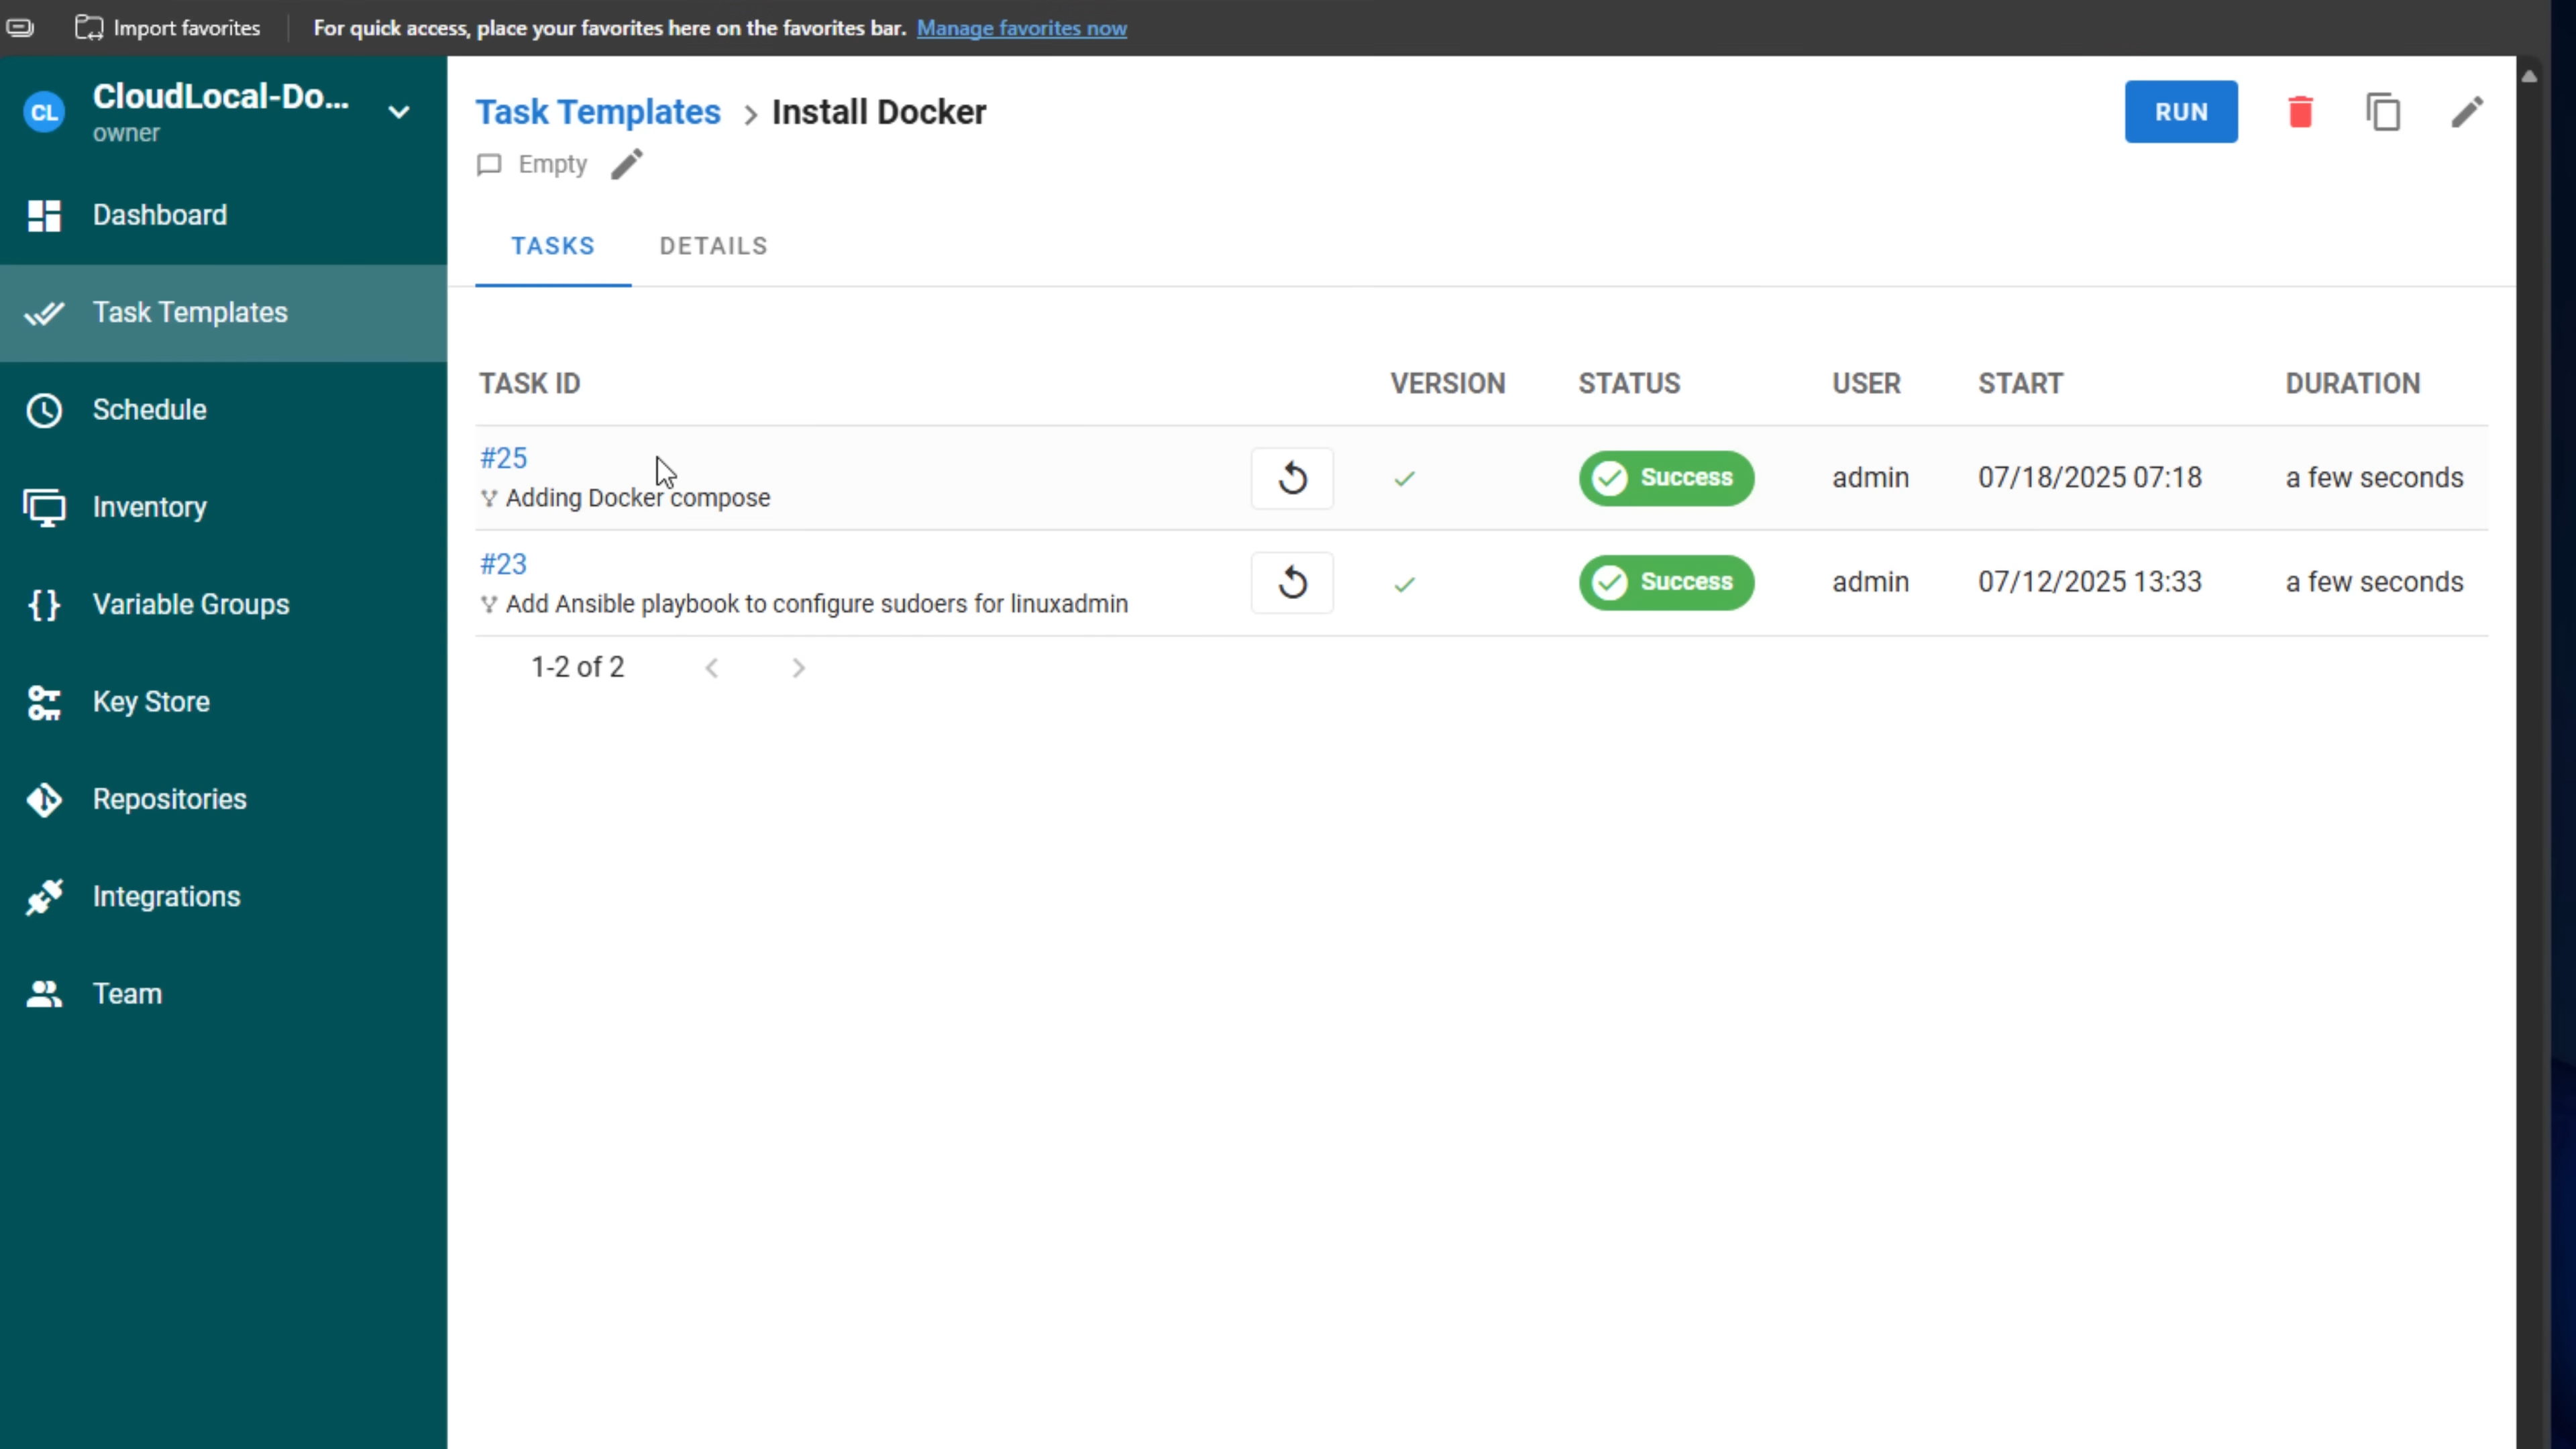 Import favorites
For quick access, place your favorites here on the favorites bar. Manage favorites now
CL
CloudLocal-Do...
owner
Dashboard
Task Templates
Schedule
Inventory
Variable Groups
Key Store
Repositories
Integrations
Team
Task Templates > Install Docker
Empty
RUN
TASKS DETAILS
TASK ID VERSION STATUS USER START DURATION
#25
Adding Docker compose
Success admin 07/18/2025 07:18 a few seconds
#23
Add Ansible playbook to configure sudoers for linuxadmin
Success admin 07/12/2025 13:33 a few seconds
1-2 of 2